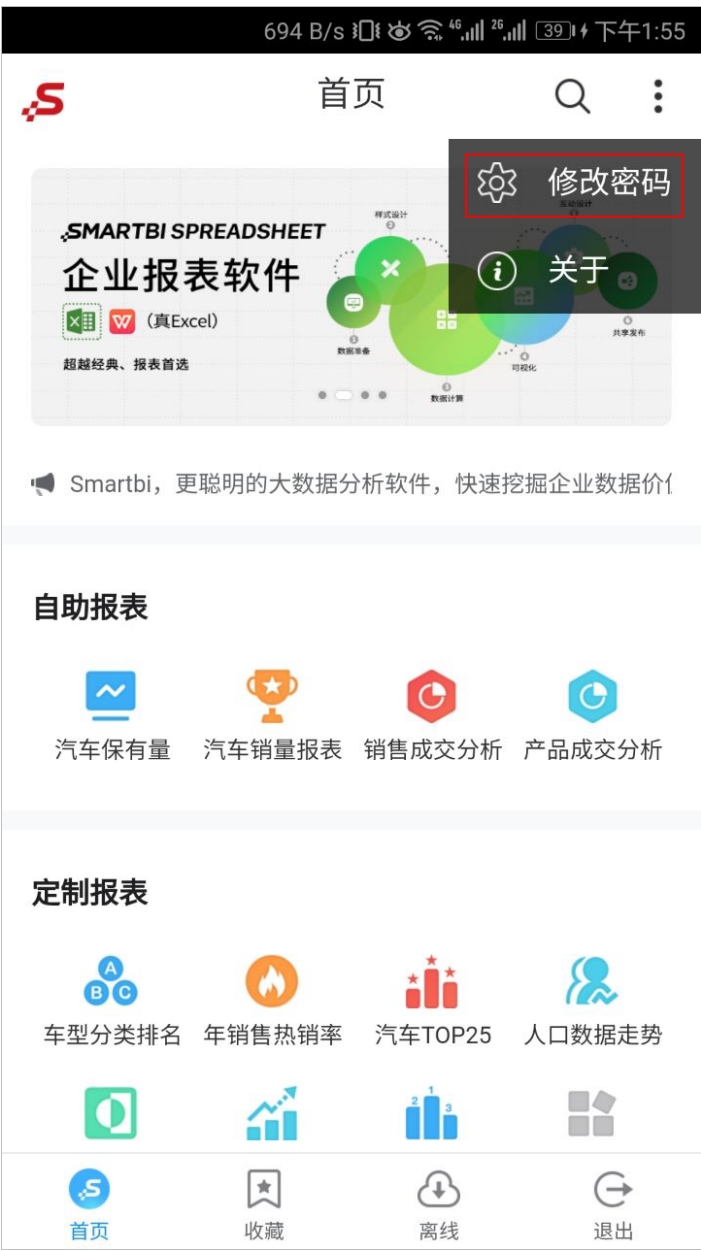 694 B/s 4G 2G 39 下午1:55
首页
修改密码
关于
SMARTBI SPREADSHEET
企业报表软件
(真Excel)
超越经典、报表首选
样式设计
互动设计
数据准备
共享发布
可视化
数据计算
Smartbi，更聪明的大数据分析软件，快速挖掘企业数据价
自助报表
汽车保有量
汽车销量报表
销售成交分析
产品成交分析
定制报表
A
B C
车型分类排名
年销售热销率
汽车TOP25
人口数据走势
1
2 3
首页
收藏
离线
退出